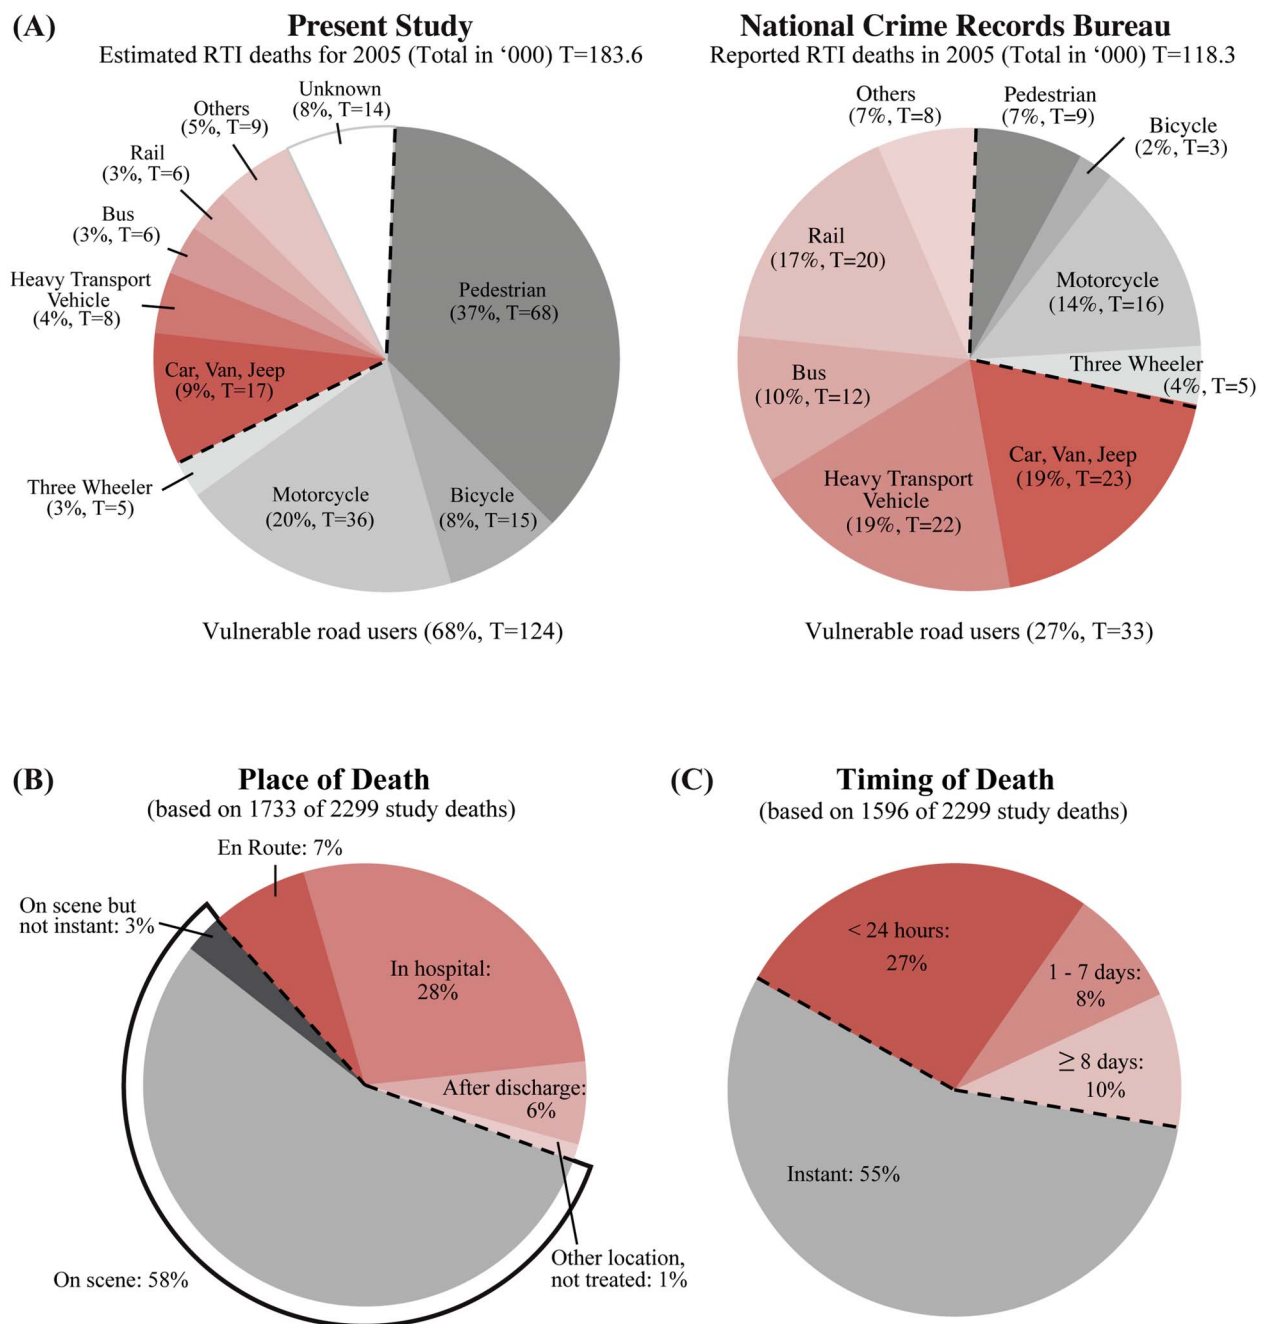 (A)
Present Study
Estimated RTI deaths for 2005 (Total in ‘000) T=183.6
Unknown
(8%, T=14)
Others
(5%, T=9)
Rail
(3%, T=6)
Bus
(3%, T=6)
Heavy Transport
Vehicle
(4%, T=8)
Car, Van, Jeep
(9%, T=17)
Three Wheeler
(3%, T=5)
Motorcycle
(20%, T=36)
Bicycle
(8%, T=15)
Pedestrian
(37%, T=68)
Vulnerable road users (68%, T=124)
National Crime Records Bureau
Reported RTI deaths in 2005 (Total in ‘000) T=118.3
Others
(7%, T=8)
Pedestrian
(7%, T=9)
Bicycle
(2%, T=3)
Motorcycle
(14%, T=16)
Three Wheeler
(4%, T=5)
Car, Van, Jeep
(19%, T=23)
Heavy Transport
Vehicle
(19%, T=22)
Bus
(10%, T=12)
Rail
(17%, T=20)
Vulnerable road users (27%, T=33)
(B)
Place of Death
(based on 1733 of 2299 study deaths)
En Route: 7%
On scene but
not instant: 3%
In hospital:
28%
After discharge:
6%
Other location,
not treated: 1%
On scene: 58%
(C)
Timing of Death
(based on 1596 of 2299 study deaths)
< 24 hours:
27%
1 - 7 days:
8%
≥ 8 days:
10%
Instant: 55%